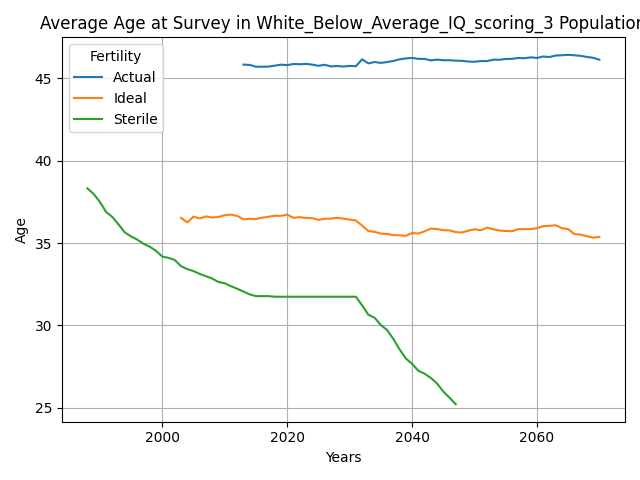 Average Age at Survey in White_Below_Average_IQ_scoring_3 Population
Fertility
Actual
Ideal
Sterile
45
40
35
30
25
Age
2000
2020
2040
2060
Years